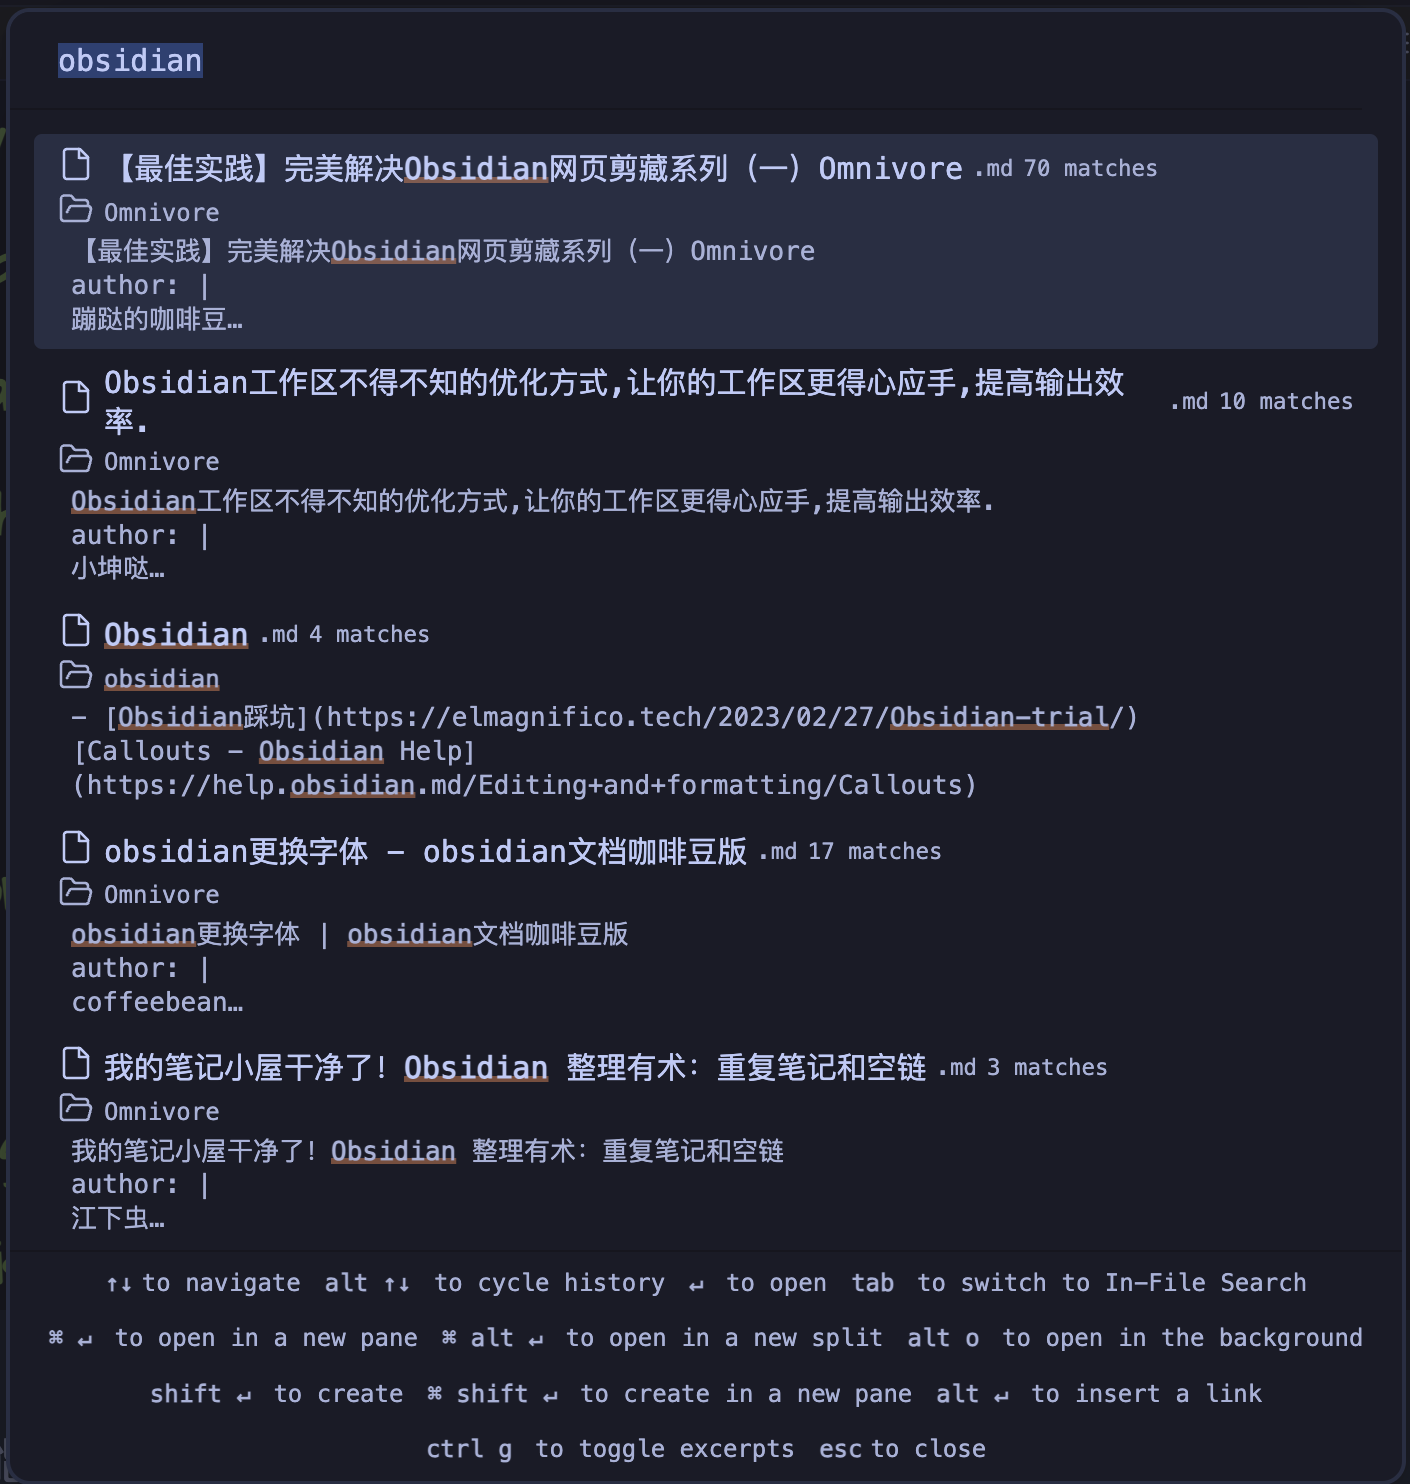 obsidian
【最佳实践】完美解决Obsidian网页剪藏系列（一）Omnivore .md 70 matches
Omnivore
【最佳实践】完美解决Obsidian网页剪藏系列（一）Omnivore
author: |
蹦跶的咖啡豆…
Obsidian工作区不得不知的优化方式,让你的工作区更得心应手,提高输出效
率. .md 10 matches
Omnivore
Obsidian工作区不得不知的优化方式,让你的工作区更得心应手,提高输出效率.
author: |
小坤哒…
Obsidian .md 4 matches
obsidian
- [Obsidian踩坑](https://elmagnifico.tech/2023/02/27/Obsidian-trial/)
[Callouts - Obsidian Help]
(https://help.obsidian.md/Editing+and+formatting/Callouts)
obsidian更换字体 - obsidian文档咖啡豆版 .md 17 matches
Omnivore
obsidian更换字体 | obsidian文档咖啡豆版
author: |
coffeebean…
我的笔记小屋干净了！Obsidian 整理有术：重复笔记和空链 .md 3 matches
Omnivore
我的笔记小屋干净了！Obsidian 整理有术：重复笔记和空链
author: |
江下虫…
↑↓ to navigate alt ↑↓ to cycle history ↵ to open tab to switch to In-File Search
⌘ ↵ to open in a new pane ⌘ alt ↵ to open in a new split alt o to open in the background
shift ↵ to create ⌘ shift ↵ to create in a new pane alt ↵ to insert a link
ctrl g to toggle excerpts esc to close